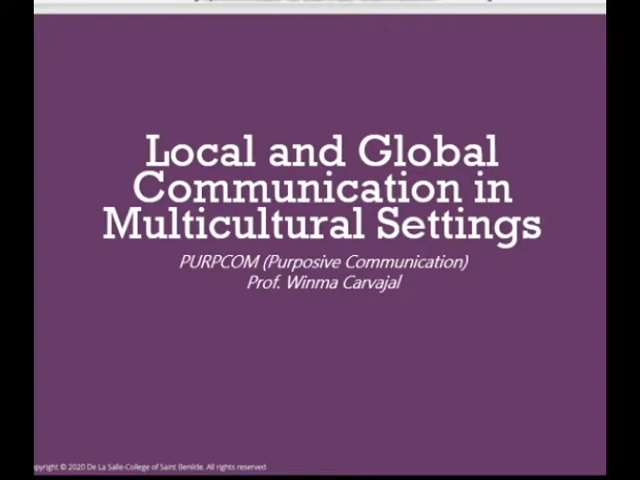 Local and Global
Communication in
Multicultural Settings
PURPCOM (Purposive Communication)
Prof. Winma Carvajal
opyright © 2020 De La Salle-College of Saint Benilde. All rights reserved.